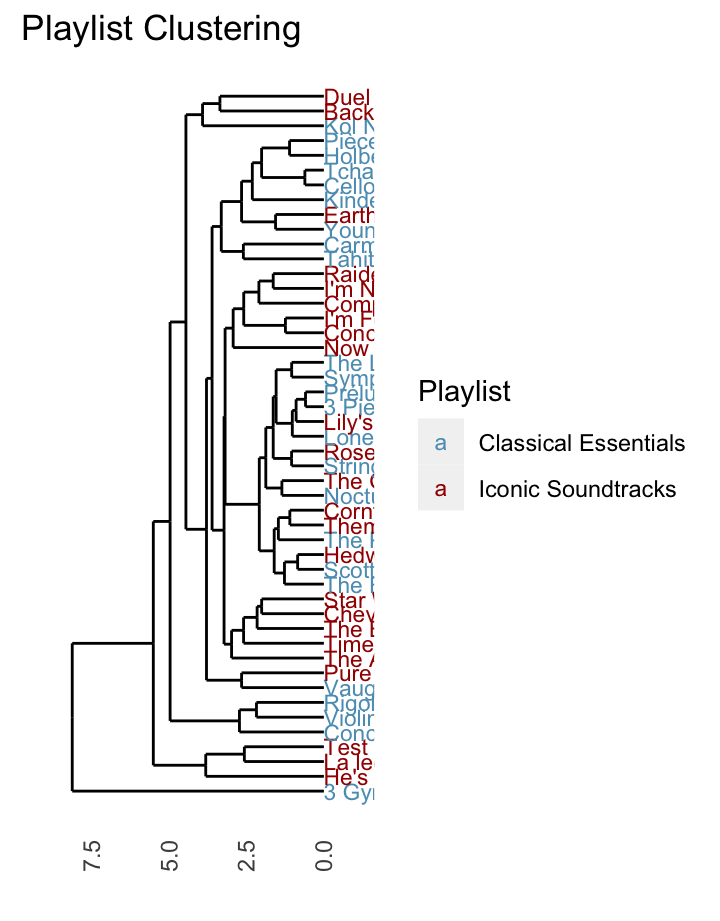 Playlist Clustering
Duel
Back
Kol N
Pièce
Holbe
Tcha
Cello
Kinde
Earth
Youn
Carm
Tahit
Raide
I'm N
Comp
I'm F
Conc
Now
The L
Symp
Prelu
3 Pie
Lily's
Lone
Rose
String
The
Noctu
Cornf
Them
The
Hedw
Scott
The
Star
Chev
The
Time
The A
Pure
Vaug
Rigol
Violin
Conc
Test
La le
He's
3 Gyr
7.5
5.0
2.5
0.0
Playlist
a Classical Essentials
a Iconic Soundtracks